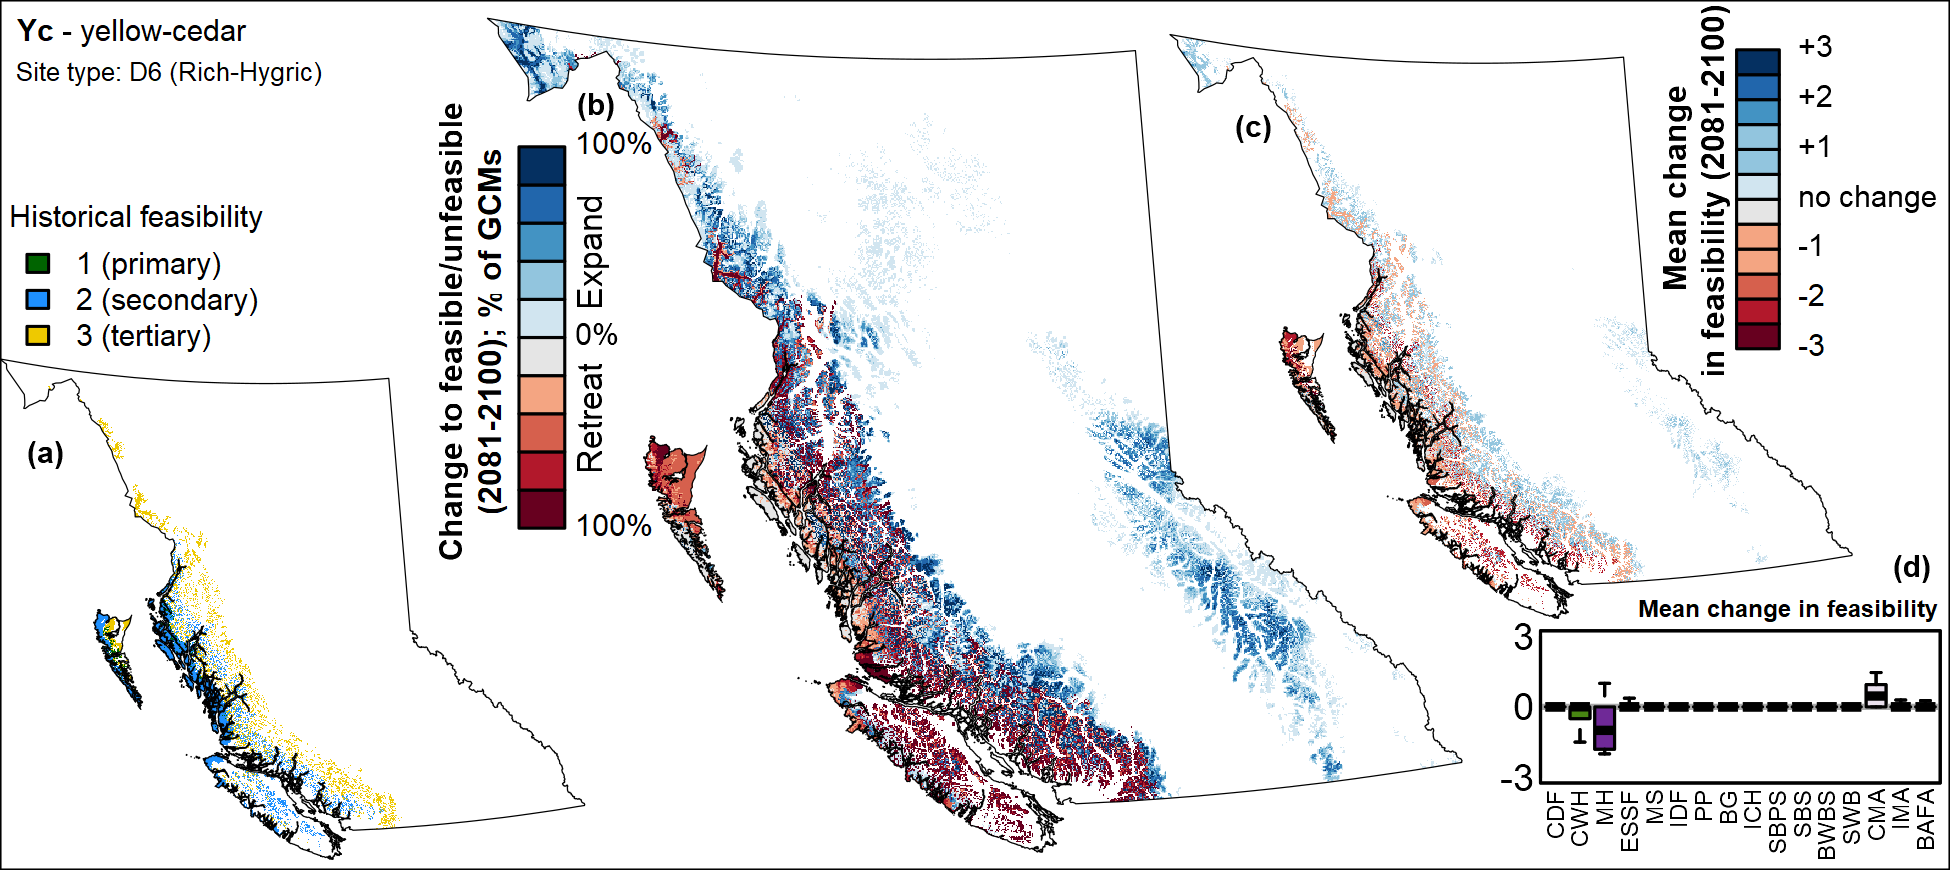 Yc - yellow-cedar
Site type: D6 (Rich-Hygric)
Historical feasibility
1 (primary)
2 (secondary)
3 (tertiary)
(a)
(b)
Change to feasible/unfeasible
(2081-2100); % of GCMs
100%
Expand
0%
Retreat
100%
(c)
Mean change
in feasibility (2081-2100)
+3
+2
+1
no change
-1
-2
-3
(d)
Mean change in feasibility
3
0
-3
CDF
CWH
MH
ESSF
MS
IDF
PP
BG
ICH
SBPS
SBS
BWBS
SWB
CMA
IMA
BAFA